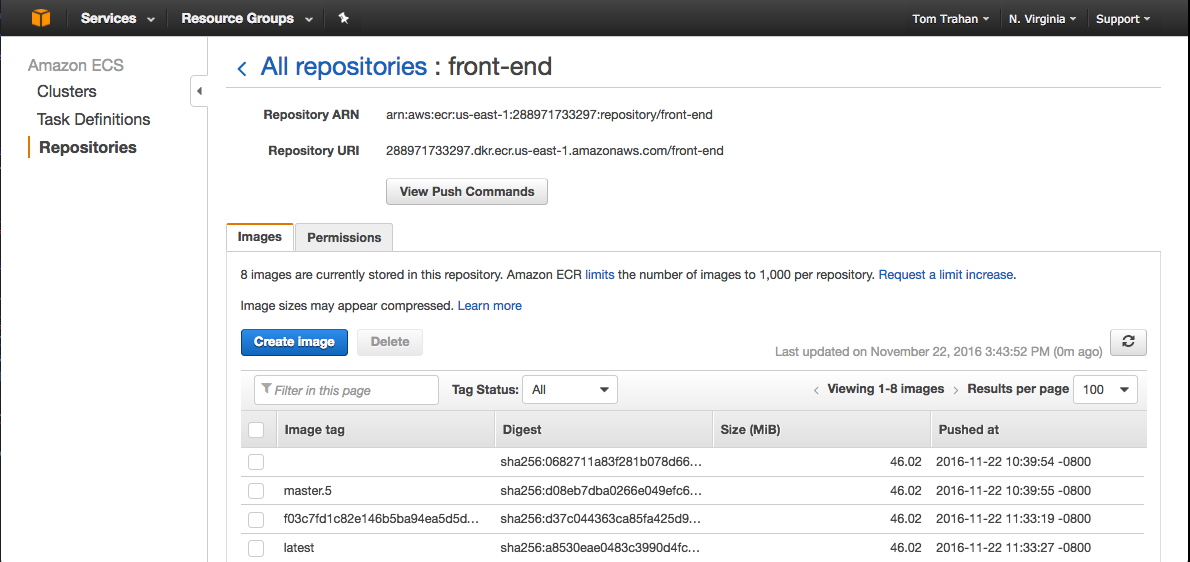 Services Resource Groups Tom Trahan N. Virginia Support
Amazon ECS
Clusters
Task Definitions
Repositories
All repositories : front-end
Repository ARN arn:aws:ecr:us-east-1:288971733297:repository/front-end
Repository URI 288971733297.dkr.ecr.us-east-1.amazonaws.com/front-end
View Push Commands
Images Permissions
8 images are currently stored in this repository. Amazon ECR limits the number of images to 1,000 per repository. Request a limit increase.
Image sizes may appear compressed. Learn more
Create image Delete
Last updated on November 22, 2016 3:43:52 PM (0m ago)
Filter in this page Tag Status: All Viewing 1-8 images Results per page 100
Image tag Digest Size (MiB) Pushed at
sha256:0682711a83f281b078d66... 46.02 2016-11-22 10:39:54 -0800
master.5 sha256:d08eb7dba0266e049efc6... 46.02 2016-11-22 10:39:55 -0800
f03c7fd1c82e146b5ba94ea5d5d... sha256:d37c044363ca85fa425d9... 46.02 2016-11-22 11:33:19 -0800
latest sha256:a8530eae0483c3990d4fc... 46.02 2016-11-22 11:33:27 -0800